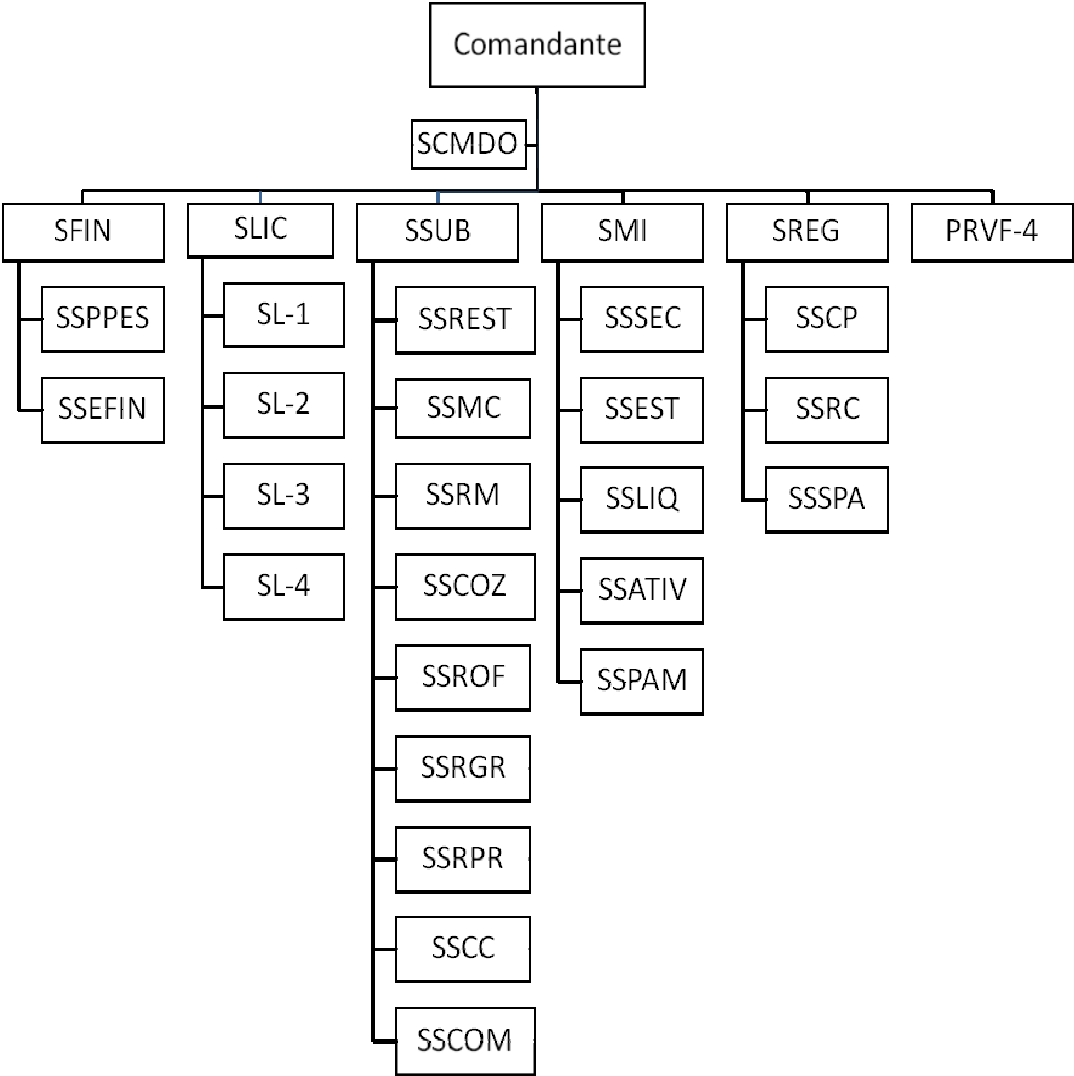 Comandante
SCMDO
SFIN
SLIC
SSUB
SMI
SREG
PRVF-4
SSPPES
SSEFIN
SL-1
SL-2
SL-3
SL-4
SSREST
SSMC
SSRM
SSCOZ
SSROF
SSRGR
SSRPR
SSCC
SSCOM
SSSEC
SSEST
SSLIQ
SSATIV
SSPAM
SSCP
SSRC
SSSPA